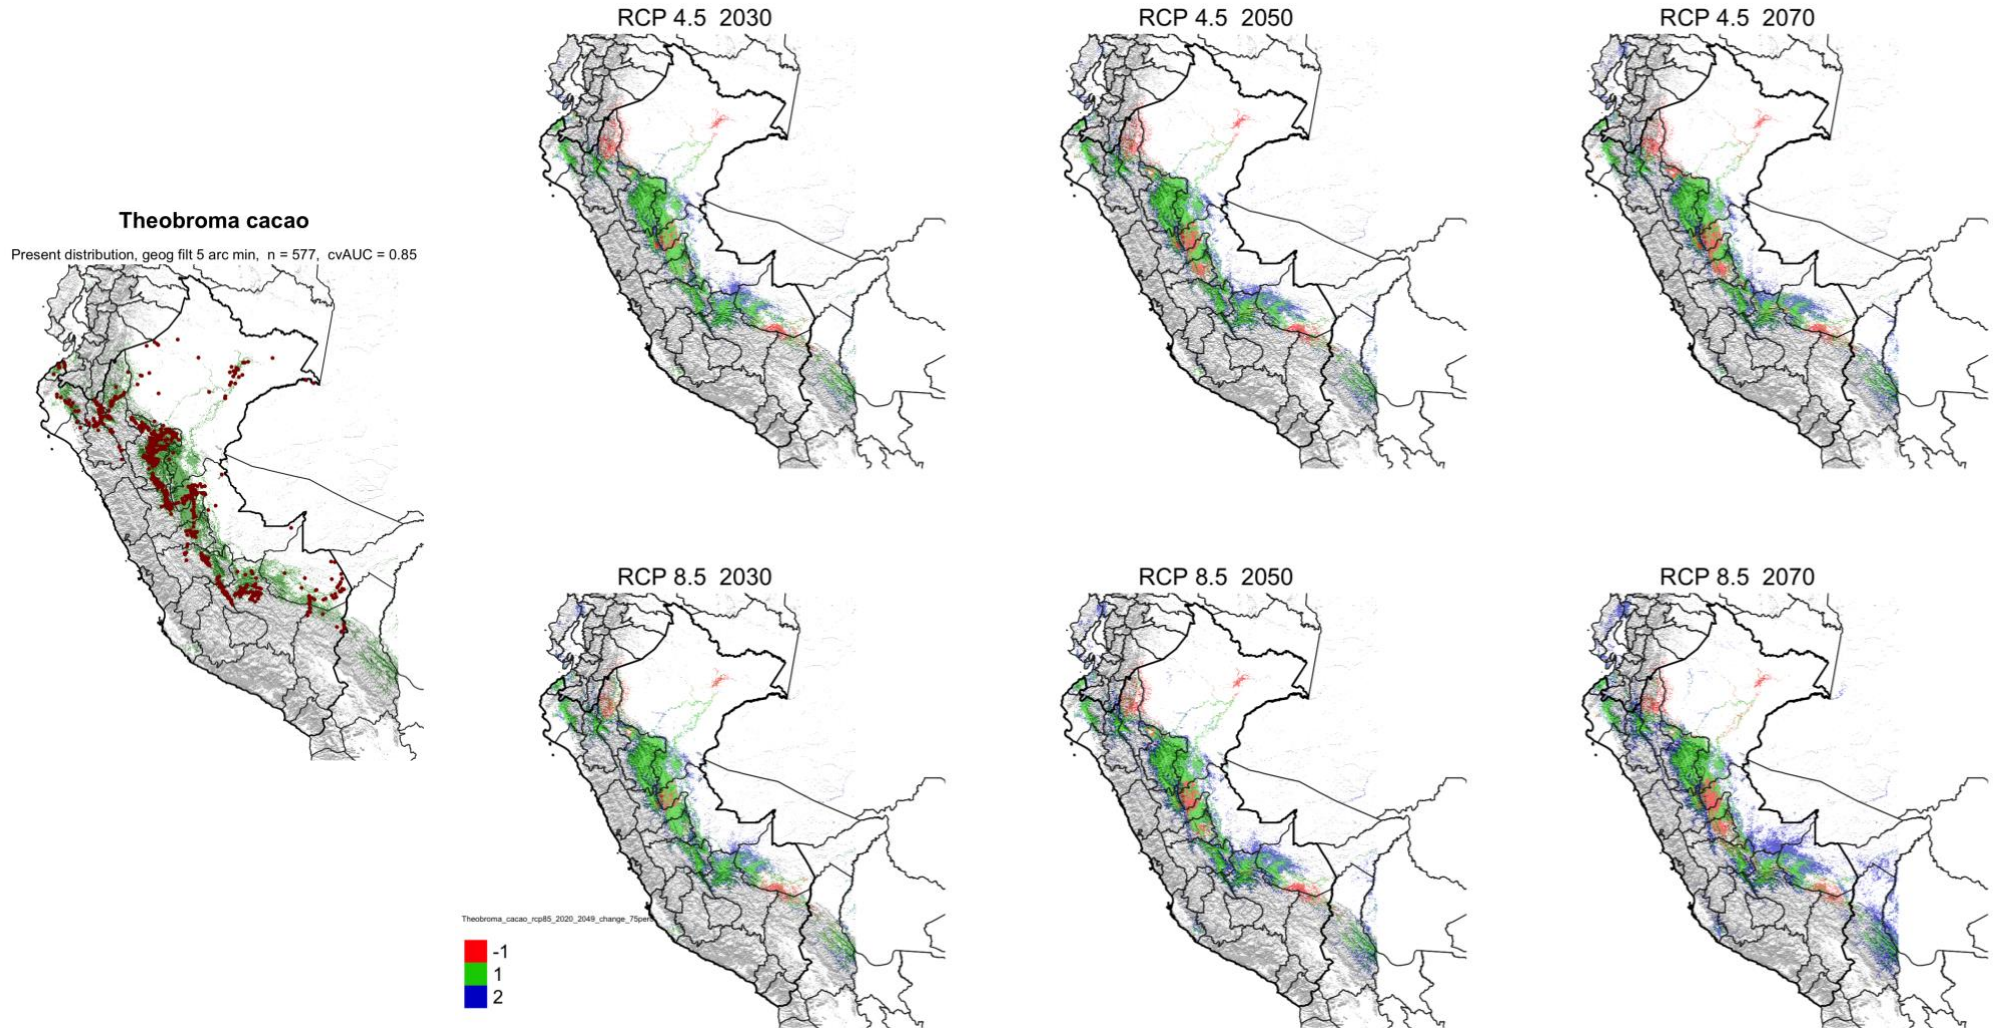 RCP 4.5 2030
RCP 4.5 2050
RCP 4.5 2070
Theobroma cacao
Present distribution, geog filt 5 arc min, n = 577, cvAUC = 0.85
RCP 8.5 2030
RCP 8.5 2050
RCP 8.5 2070
Theobroma_cacao_rcp85_2020_2049_change_75perc
-1
1
2